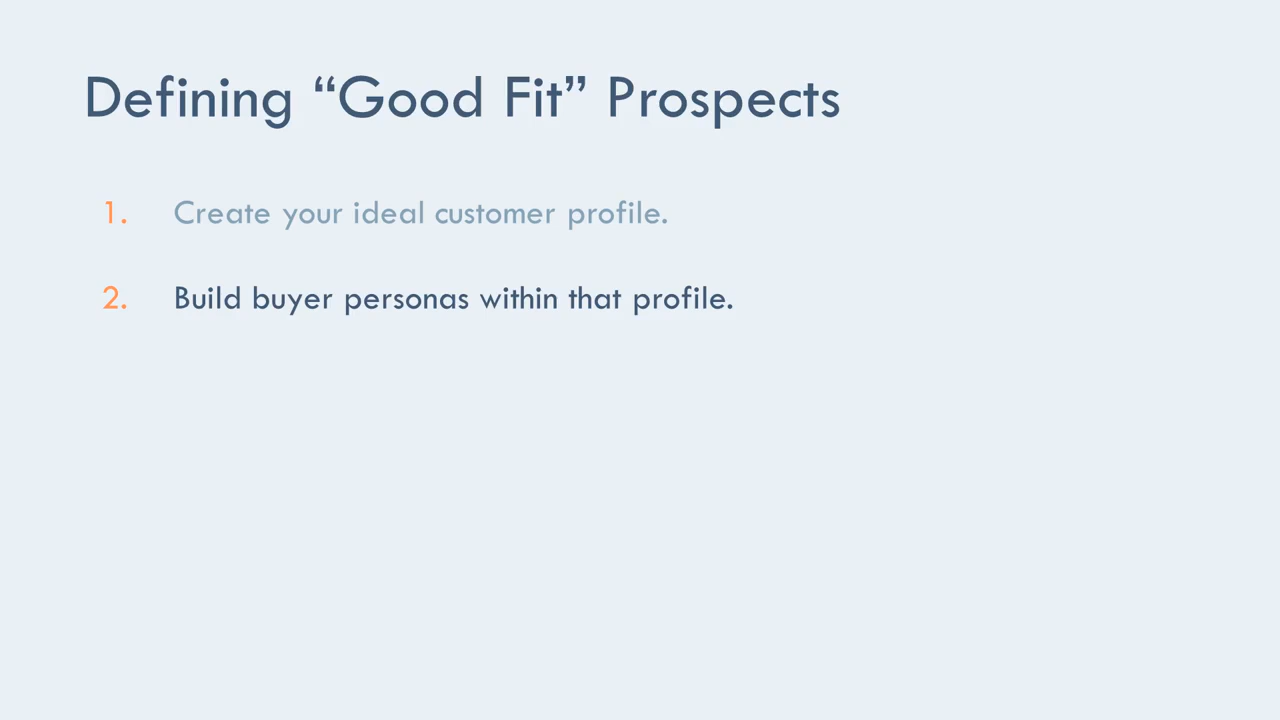 Defining “Good Fit” Prospects
1. Create your ideal customer profile.
2. Build buyer personas within that profile.